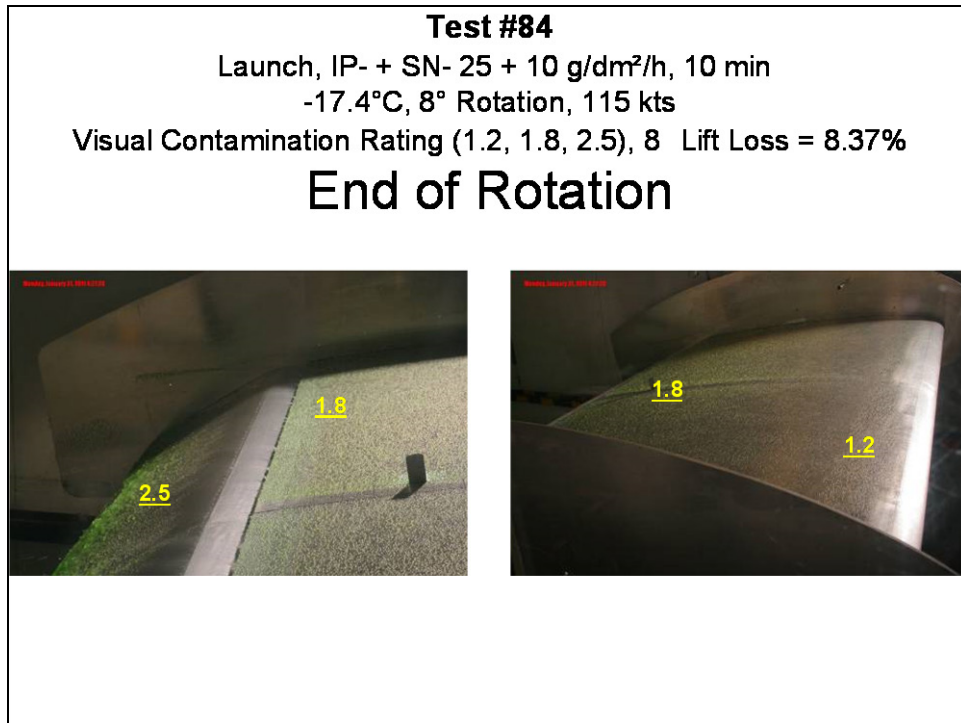 Test #84
Launch, IP- + SN- 25 + 10 g/dm²/h, 10 min
-17.4°C, 8° Rotation, 115 kts
Visual Contamination Rating (1.2, 1.8, 2.5), 8 Lift Loss = 8.37%
End of Rotation
1.8
2.5
1.8
1.2